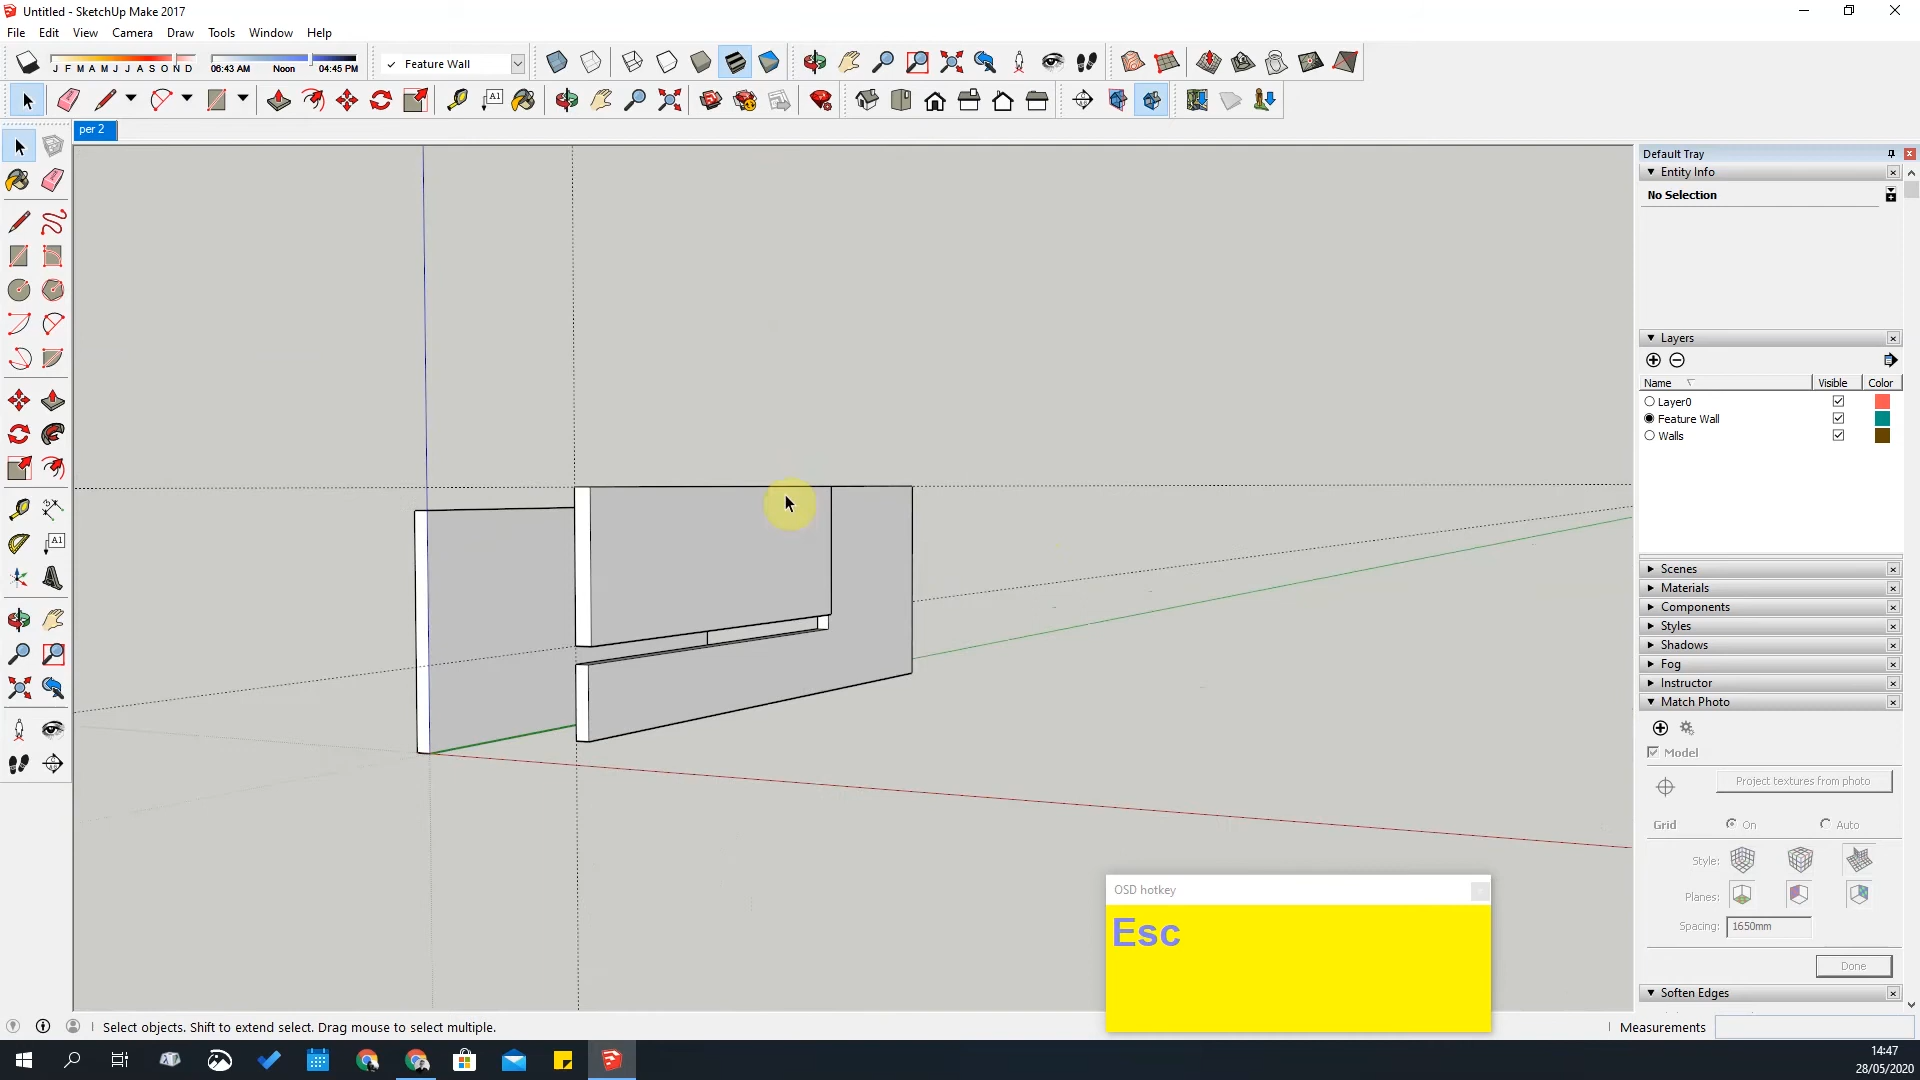 Untitled - SketchUp Make 2017
File Edit View Camera Draw Tools Window Help
J F M A M J J A S O N D
06:43 AM Noon 04:45 PM
Feature Wall
A1
per 2
A1
Default Tray
Entity Info
No Selection
Layers
Name Visible Color
Layer0
Feature Wall
Walls
Scenes
Materials
Components
Styles
Shadows
Fog
Instructor
Match Photo
Model
Project textures from photo
Grid On Auto
Style:
Planes:
Spacing: 1650mm
Done
Soften Edges
OSD hotkey
Esc
Select objects. Shift to extend select. Drag mouse to select multiple.
Measurements
14:47
28/05/2020